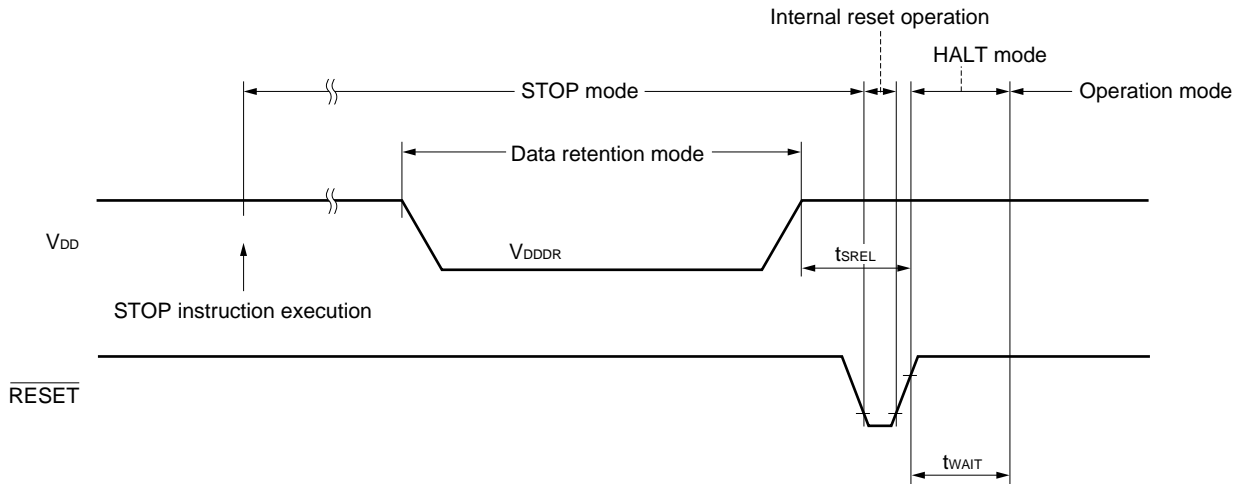 Internal reset operation
HALT mode
STOP mode
Operation mode
Data retention mode
VDD
VDDDR
tSREL
STOP instruction execution
RESET
tWAIT